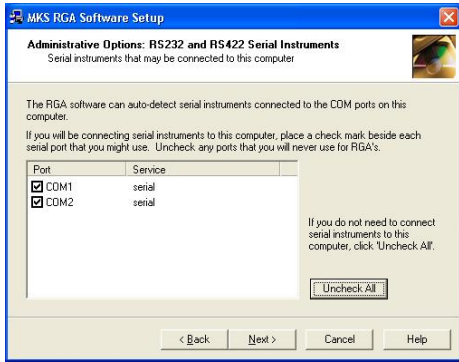 MKS RGA Software Setup
Administrative Options: RS232 and RS422 Serial Instruments
Serial instruments that may be connected to this computer
The RGA software can auto-detect serial instruments connected to the COM ports on this
computer.
If you will be connecting serial instruments to this computer, place a check mark beside each
serial port that you might use. Uncheck any ports that you will never use for RGA's.
Port Service
COM1 serial
COM2 serial
If you do not need to connect
serial instruments to this
computer, click 'Uncheck All'.
Uncheck All
< Back Next > Cancel Help